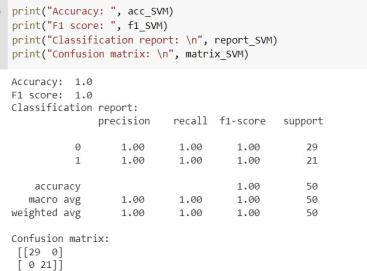 print("Accuracy: ", acc_SVM)
print("F1 score: ", f1_SVM)
print("Classification report: \n", report_SVM)
print("Confusion matrix: \n", matrix_SVM)
Accuracy:  1.0
F1 score:  1.0
Classification report:
               precision    recall  f1-score   support

           0       1.00      1.00      1.00        29
           1       1.00      1.00      1.00        21

    accuracy                           1.00        50
   macro avg       1.00      1.00      1.00        50
weighted avg       1.00      1.00      1.00        50

Confusion matrix:
 [[29  0]
 [ 0 21]]